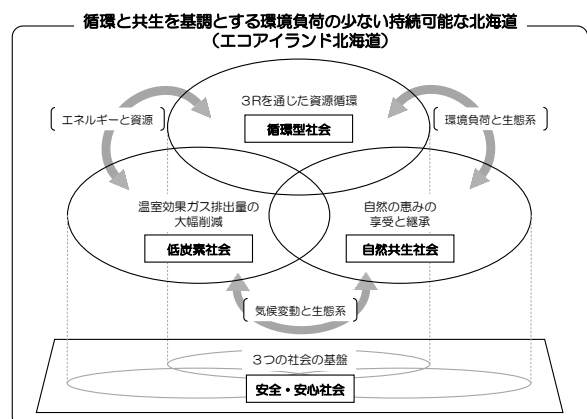 循環と共生を基調とする環境負荷の少ない持続可能な北海道
（エコアイランド北海道）
3Rを通じた資源循環
循環型社会
エネルギーと資源
環境負荷と生態系
温室効果ガス排出量の
大幅削減
低炭素社会
自然の恵みの
享受と継承
自然共生社会
気候変動と生態系
3つの社会の基盤
安全・安心社会